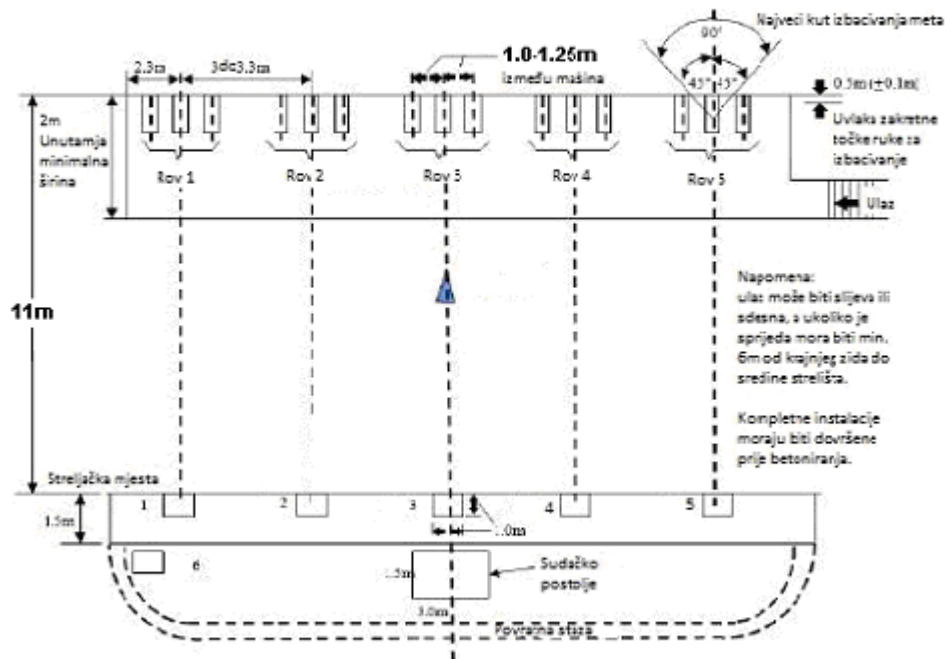 Najveci kut izbacivanja meta
90°
1.0-1.25m
između mašina
2.3m
3do3.3m
45° 45°
0.5m (±0.1m)
2m
Unutarnja
minimalna
širina
Uvlaka zakretne
točke ruke za
izbacivanje
Rov 1
Rov 2
Rov 3
Rov 4
Rov 5
Ulaz
11m
Napomena:
ulaz može biti slijeva ili
sdesna, a ukoliko je
sprijeda mora biti min.
6m od krajnjeg zida do
sredine strelišta.
Kompletne instalacije
moraju biti dovršene
prije betoniranja.
Streljačka mjesta
1
2
3
4
5
1.5m
1.0m
6
1.5m
Sudačko
postolje
3.0m
Povratna staza